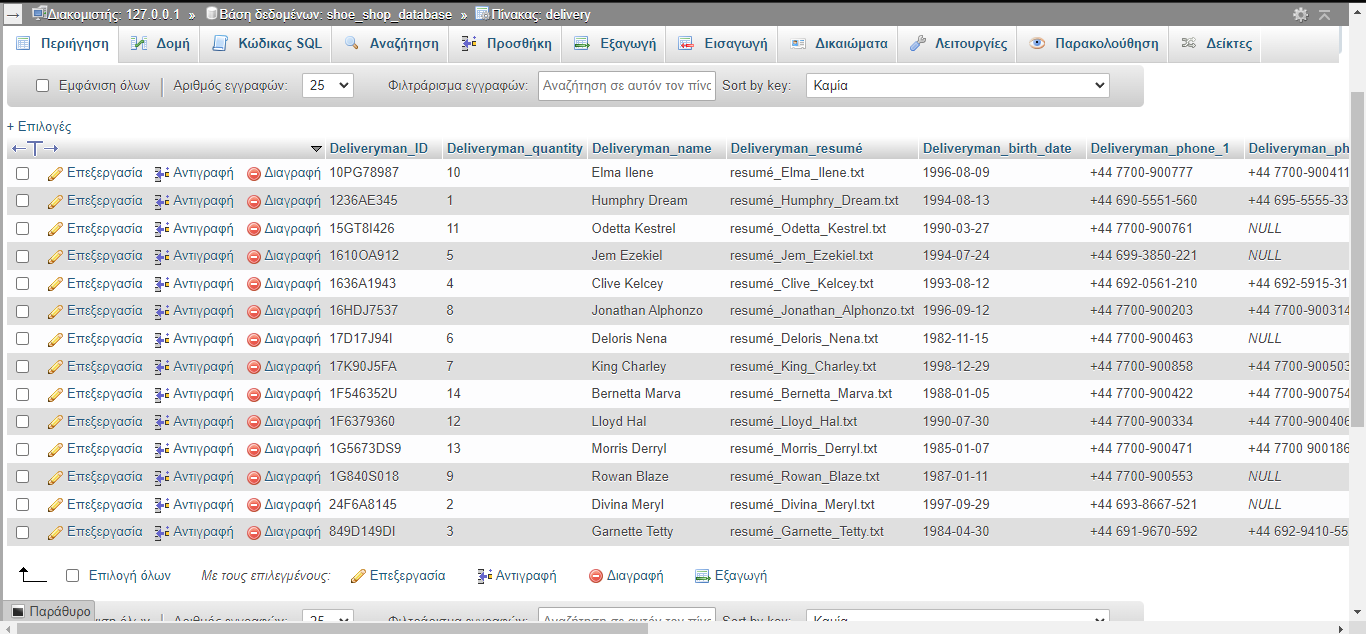 Διακομιστής: 127.0.0.1 » Βάση δεδομένων: shoe_shop_database » Πίνακας: delivery
Περιήγηση Δομή Κώδικας SQL Αναζήτηση Προσθήκη Εξαγωγή Εισαγωγή Δικαιώματα Λειτουργίες Παρακολούθηση Δείκτες
Εμφάνιση όλων Αριθμός εγγραφών: 25 Φιλτράρισμα εγγραφών: Αναζήτηση σε αυτόν τον πίνα Sort by key: Καμία
+ Επιλογές
←T→ Deliveryman_ID Deliveryman_quantity Deliveryman_name Deliveryman_resumé Deliveryman_birth_date Deliveryman_phone_1 Deliveryman_ph
Επεξεργασία Αντιγραφή Διαγραφή 10PG78987 10 Elma Ilene resumé_Elma_Ilene.txt 1996-08-09 +44 7700-900777 +44 7700-900411
Επεξεργασία Αντιγραφή Διαγραφή 1236AE345 1 Humphry Dream resumé_Humphry_Dream.txt 1994-08-13 +44 690-5551-560 +44 695-5555-33
Επεξεργασία Αντιγραφή Διαγραφή 15GT8I426 11 Odetta Kestrel resumé_Odetta_Kestrel.txt 1990-03-27 +44 7700-900761 NULL
Επεξεργασία Αντιγραφή Διαγραφή 1610OA912 5 Jem Ezekiel resumé_Jem_Ezekiel.txt 1994-07-24 +44 699-3850-221 NULL
Επεξεργασία Αντιγραφή Διαγραφή 1636A1943 4 Clive Kelcey resumé_Clive_Kelcey.txt 1993-08-12 +44 692-0561-210 +44 692-5915-31
Επεξεργασία Αντιγραφή Διαγραφή 16HDJ7537 8 Jonathan Alphonzo resumé_Jonathan_Alphonzo.txt 1996-09-12 +44 7700-900203 +44 7700-900314
Επεξεργασία Αντιγραφή Διαγραφή 17D17J94I 6 Deloris Nena resumé_Deloris_Nena.txt 1982-11-15 +44 7700-900463 NULL
Επεξεργασία Αντιγραφή Διαγραφή 17K90J5FA 7 King Charley resumé_King_Charley.txt 1998-12-29 +44 7700-900858 +44 7700-900503
Επεξεργασία Αντιγραφή Διαγραφή 1F546352U 14 Bernetta Marva resumé_Bernetta_Marva.txt 1988-01-05 +44 7700-900422 +44 7700-900754
Επεξεργασία Αντιγραφή Διαγραφή 1F6379360 12 Lloyd Hal resumé_Lloyd_Hal.txt 1990-07-30 +44 7700-900334 +44 7700-900406
Επεξεργασία Αντιγραφή Διαγραφή 1G5673DS9 13 Morris Derryl resumé_Morris_Derryl.txt 1985-01-07 +44 7700-900471 +44 7700 900186
Επεξεργασία Αντιγραφή Διαγραφή 1G840S018 9 Rowan Blaze resumé_Rowan_Blaze.txt 1987-01-11 +44 7700-900553 NULL
Επεξεργασία Αντιγραφή Διαγραφή 24F6A8145 2 Divina Meryl resumé_Divina_Meryl.txt 1997-09-29 +44 693-8667-521 NULL
Επεξεργασία Αντιγραφή Διαγραφή 849D149DI 3 Garnette Tetty resumé_Garnette_Tetty.txt 1984-04-30 +44 691-9670-592 +44 692-9410-55
Επιλογή όλων Με τους επιλεγμένους: Επεξεργασία Αντιγραφή Διαγραφή Εξαγωγή
Παράθυρο όλων Αριθμός εγγραφών: 25 Φιλτράρισμα εγγραφών: Αναζήτηση σε αυτόν τον πίνα Sort by key: Καμία